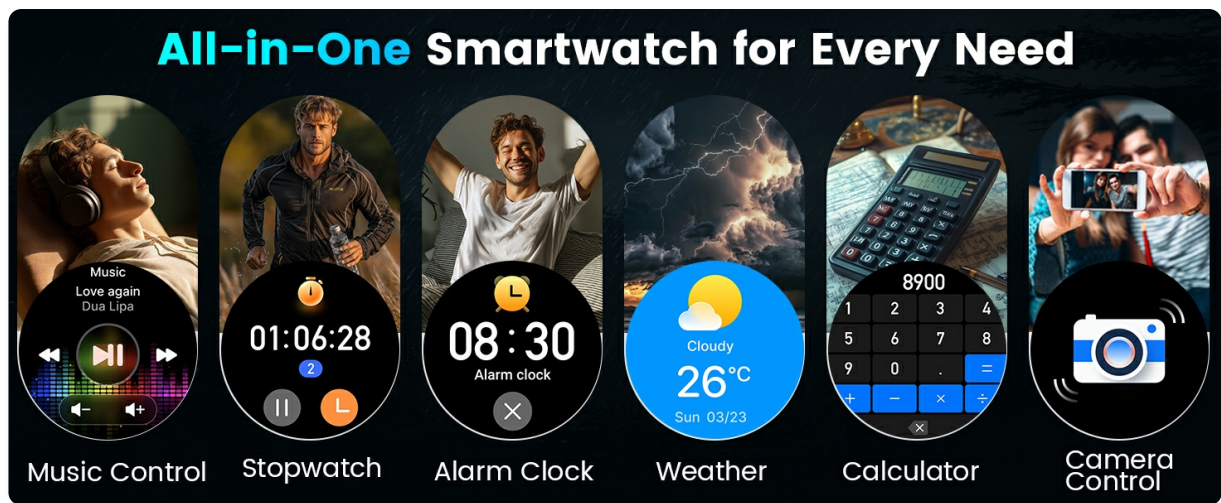 All-in-One Smartwatch for Every Need
Music
Love again
Dua Lipa
Music Control
01:06:28
2
Stopwatch
08:30
Alarm clock
Alarm Clock
Cloudy
26°C
Sun 03/23
Weather
8900
1 2 3 4
5 6 7 8
9 0 . =
+ − × ÷
Calculator
Camera
Control